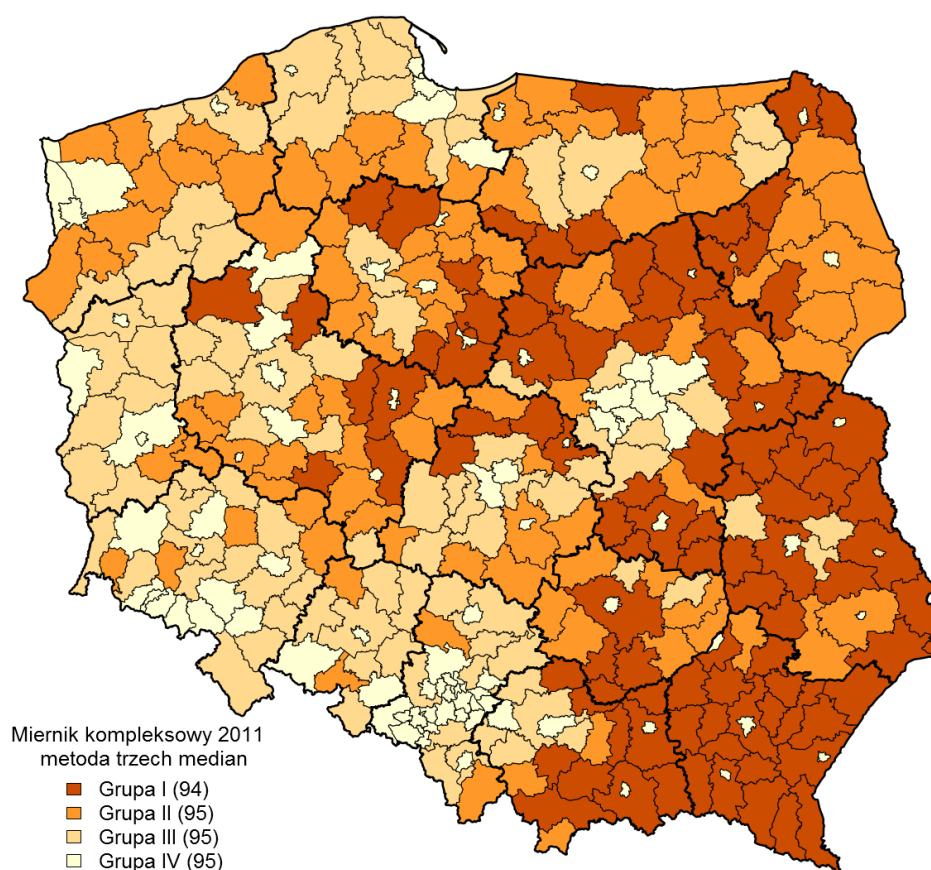 Miernik kompleksowy 2011
metoda trzech median
Grupa I (94)
Grupa II (95)
Grupa III (95)
Grupa IV (95)